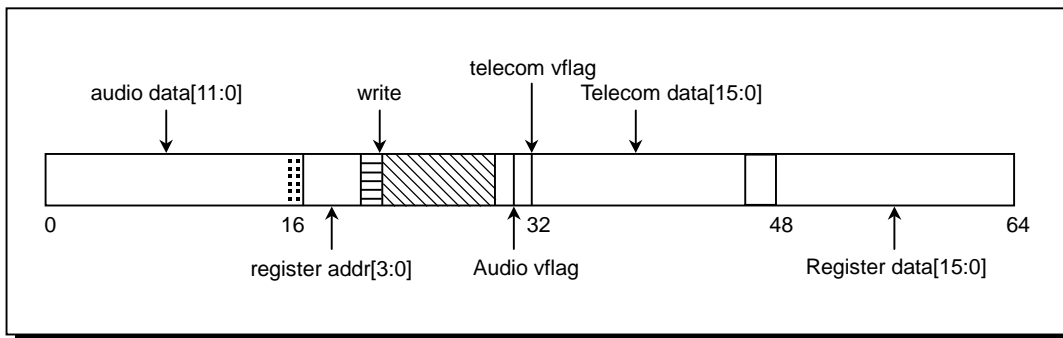 telecom vflag
audio data[11:0]
write
Telecom data[15:0]
0
16
32
48
64
register addr[3:0]
Audio vflag
Register data[15:0]